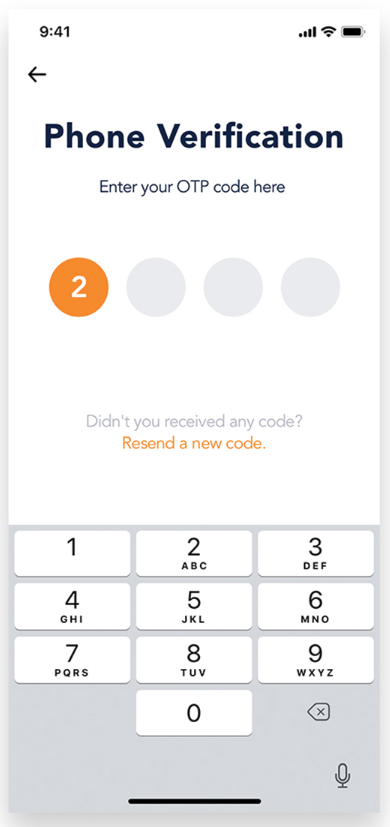 9:41
Phone Verification
Enter your OTP code here
2
Didn't you received any code?
Resend a new code.
1 2 3
ABC DEF
4 5 6
GHI JKL MNO
7 8 9
PQRS TUV WXYZ
0